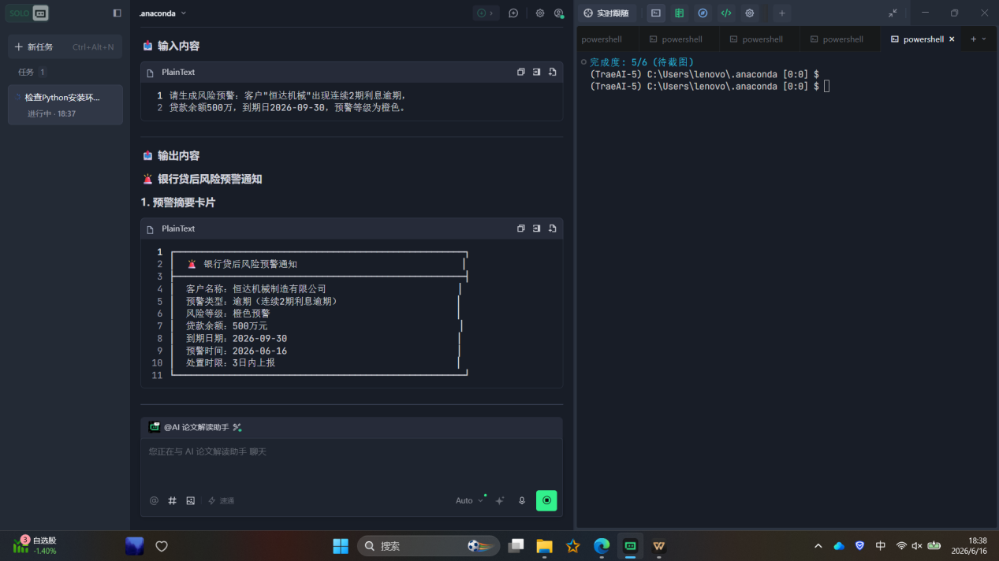 SOLO
.anaconda
实时跟随
新任务 Ctrl+Alt+N
任务 1
检查Python安装环...
进行中 · 18:37
输入内容
PlainText
1 请生成风险预警：客户"恒达机械"出现连续2期利息逾期，
2 贷款余额500万，到期日2026-09-30，预警等级为橙色。
输出内容
银行贷后风险预警通知
1. 预警摘要卡片
PlainText
1
2 银行贷后风险预警通知
3
4 客户名称：恒达机械制造有限公司
5 预警类型：逾期（连续2期利息逾期）
6 风险等级：橙色预警
7 贷款余额：500万元
8 到期日期：2026-09-30
9 预警时间：2026-06-16
10 处置时限：3日内上报
11
@AI 论文解读助手
您正在与 AI 论文解读助手 聊天
速通
Auto
powershell
powershell
powershell
powershell
powershell
完成度: 5/6 (待截图)
(TraeAI-5) C:\Users\lenovo\.anaconda [0:0] $
(TraeAI-5) C:\Users\lenovo\.anaconda [0:0] $
3
自选股
-1.40%
搜索
中
18:38
2026/6/16